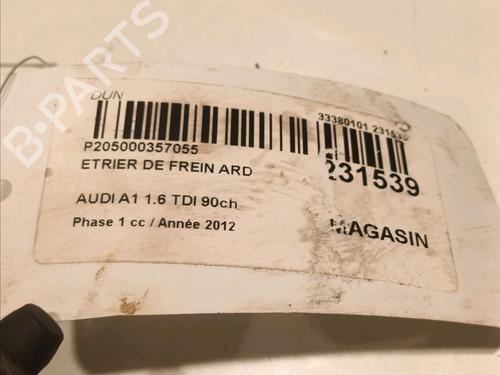 B-PARTS
DUN
P205000357055
ETRIER DE FREIN ARD
AUDI A1 1.6 TDI 90ch
Phase 1 cc / Année 2012
33380101
231539
MAGASIN